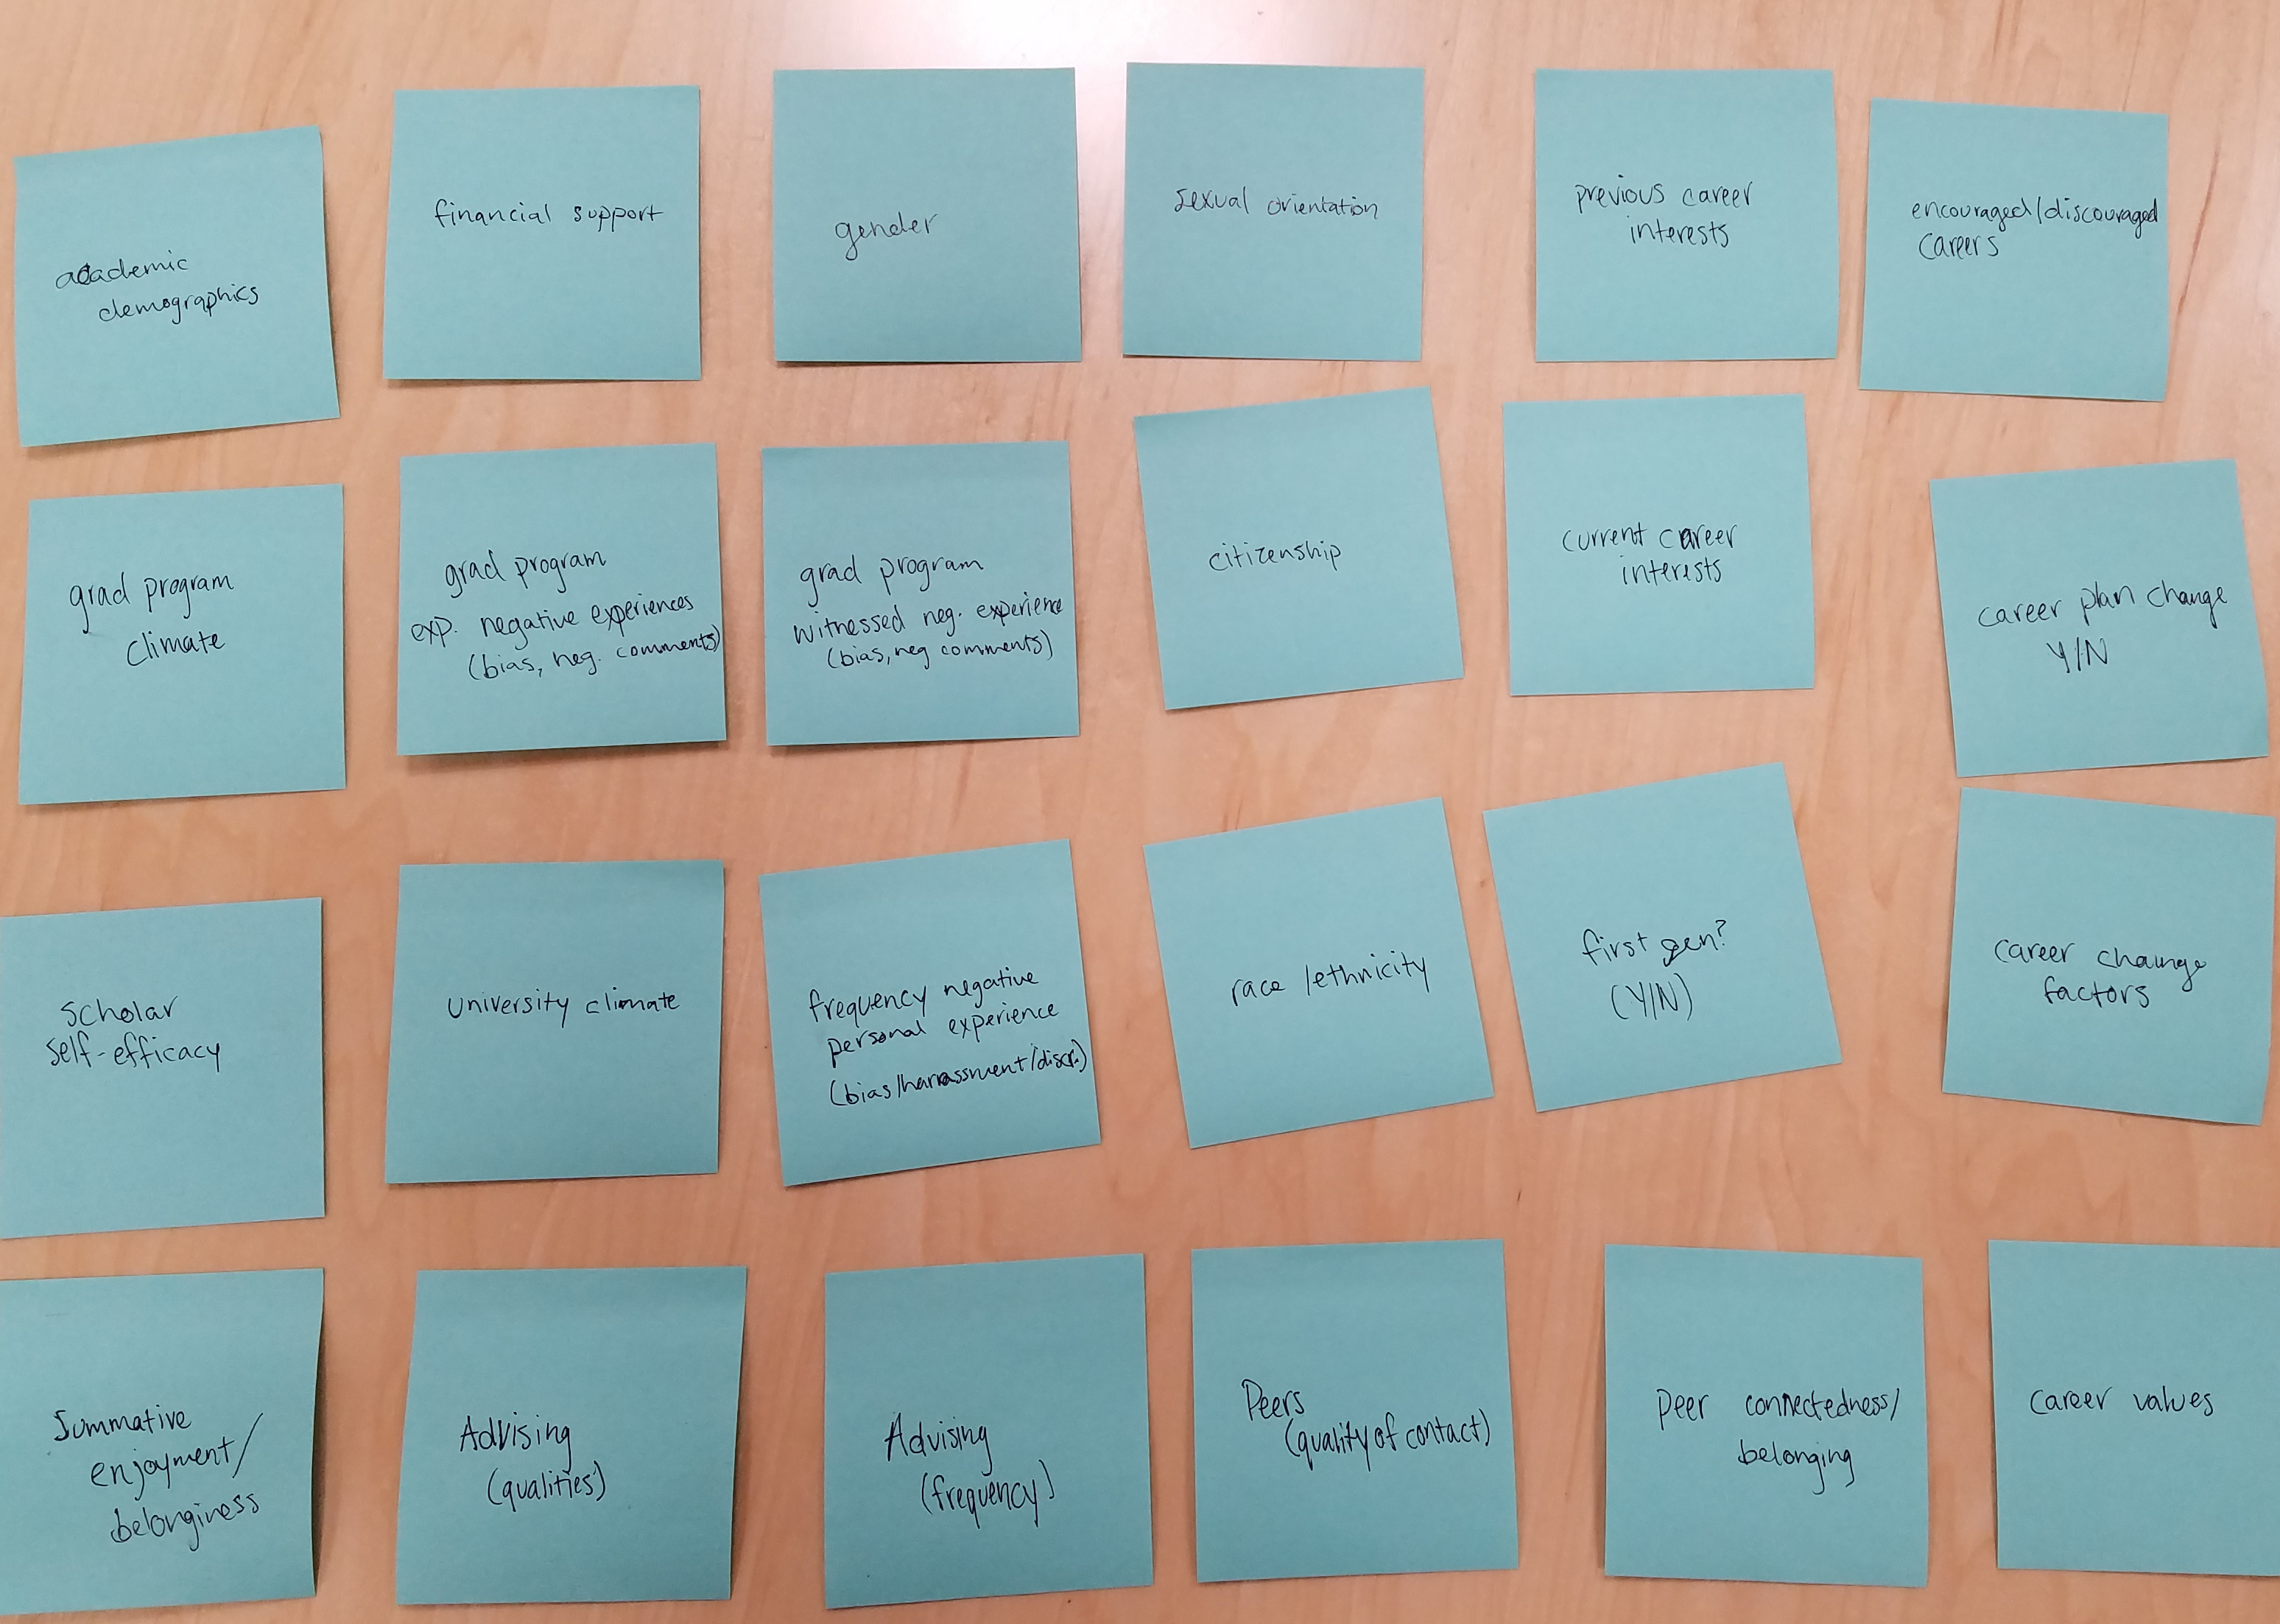 academic
demographics
financial support
gender
sexual orientation
previous career
interests
encouraged/discouraged
careers
grad program
climate
grad program
exp. negative experiences
(bias, neg. comments)
grad program
witnessed neg. experience
(bias, neg comments)
citizenship
current career
interests
career plan change
Y/N
scholar
self-efficacy
university climate
frequency negative
personal experience
(bias/harrassment/discr.)
race/ethnicity
first gen?
(Y/N)
career change
factors
Summative
enjoyment/
belonginess
Advising
(qualities)
Advising
(frequency)
Peers
(quality of contact)
peer connectedness/
belonging
career values